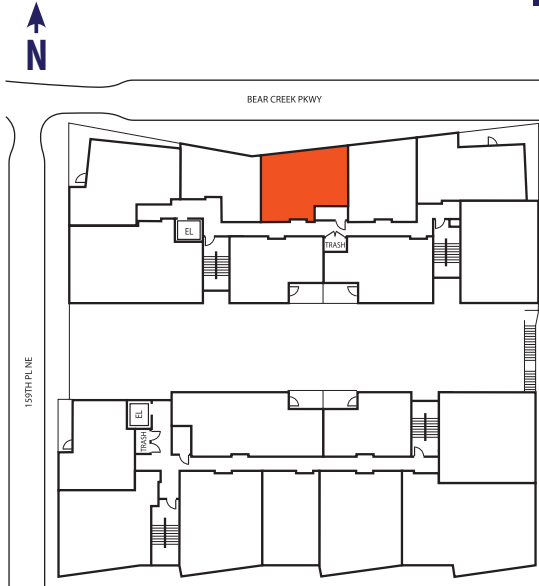 N
BEAR CREEK PKWY
EL
TRASH
159TH PL NE
EL
TRASH